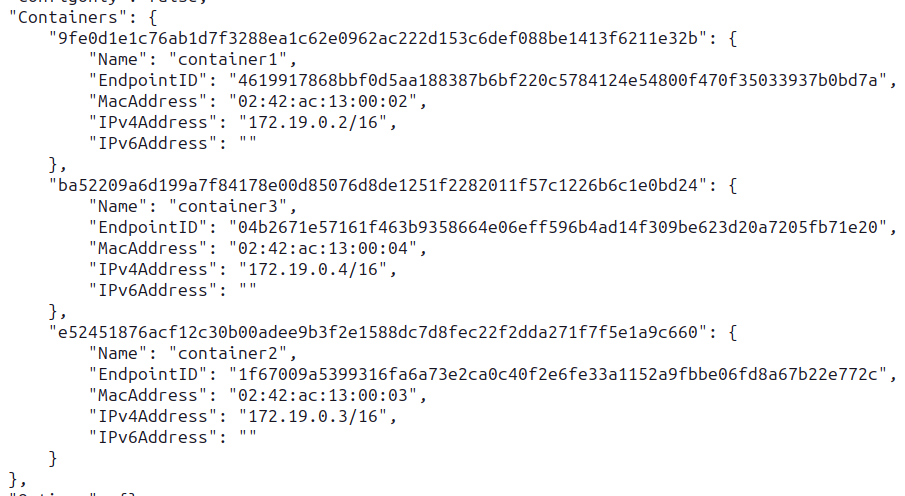 "Containers": {
"9fe0d1e1c76ab1d7f3288ea1c62e0962ac222d153c6def088be1413f6211e32b": {
"Name": "container1",
"EndpointID": "4619917868bbf0d5aa188387b6bf220c5784124e54800f470f35033937b0bd7a",
"MacAddress": "02:42:ac:13:00:02",
"IPv4Address": "172.19.0.2/16",
"IPv6Address": ""
},
"ba52209a6d199a7f84178e00d85076d8de1251f2282011f57c1226b6c1e0bd24": {
"Name": "container3",
"EndpointID": "04b2671e57161f463b9358664e06eff596b4ad14f309be623d20a7205fb71e20",
"MacAddress": "02:42:ac:13:00:04",
"IPv4Address": "172.19.0.4/16",
"IPv6Address": ""
},
"e52451876acf12c30b00adee9b3f2e1588dc7d8fec22f2dda271f7f5e1a9c660": {
"Name": "container2",
"EndpointID": "1f67009a5399316fa6a73e2ca0c40f2e6fe33a1152a9fbbe06fd8a67b22e772c",
"MacAddress": "02:42:ac:13:00:03",
"IPv4Address": "172.19.0.3/16",
"IPv6Address": ""
}
},